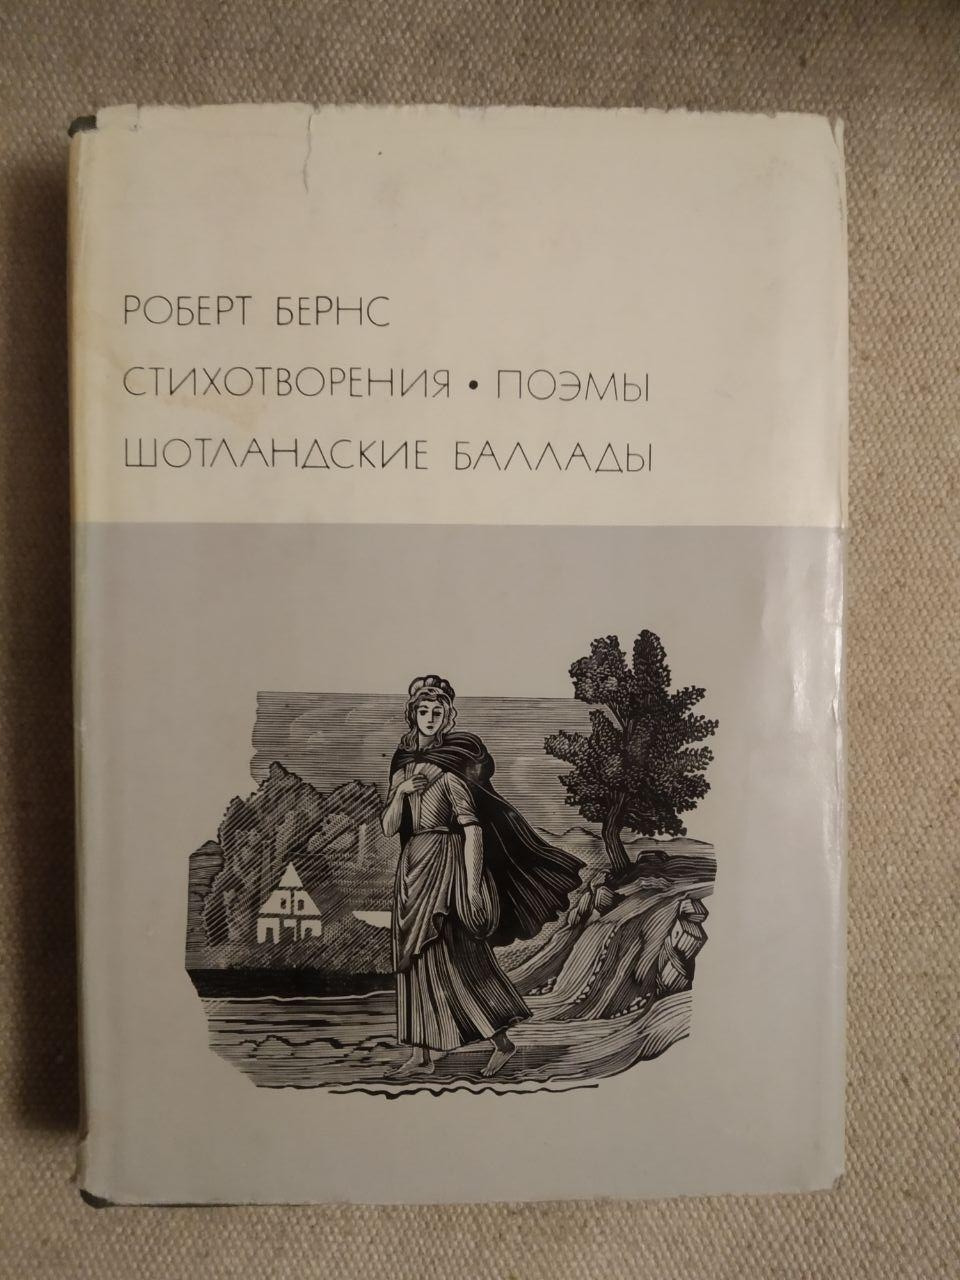 РОБЕРТ БЕРНС
СТИХОТВОРЕНИЯ • ПОЭМЫ
ШОТЛАНДСКИЕ БАЛЛАДЫ